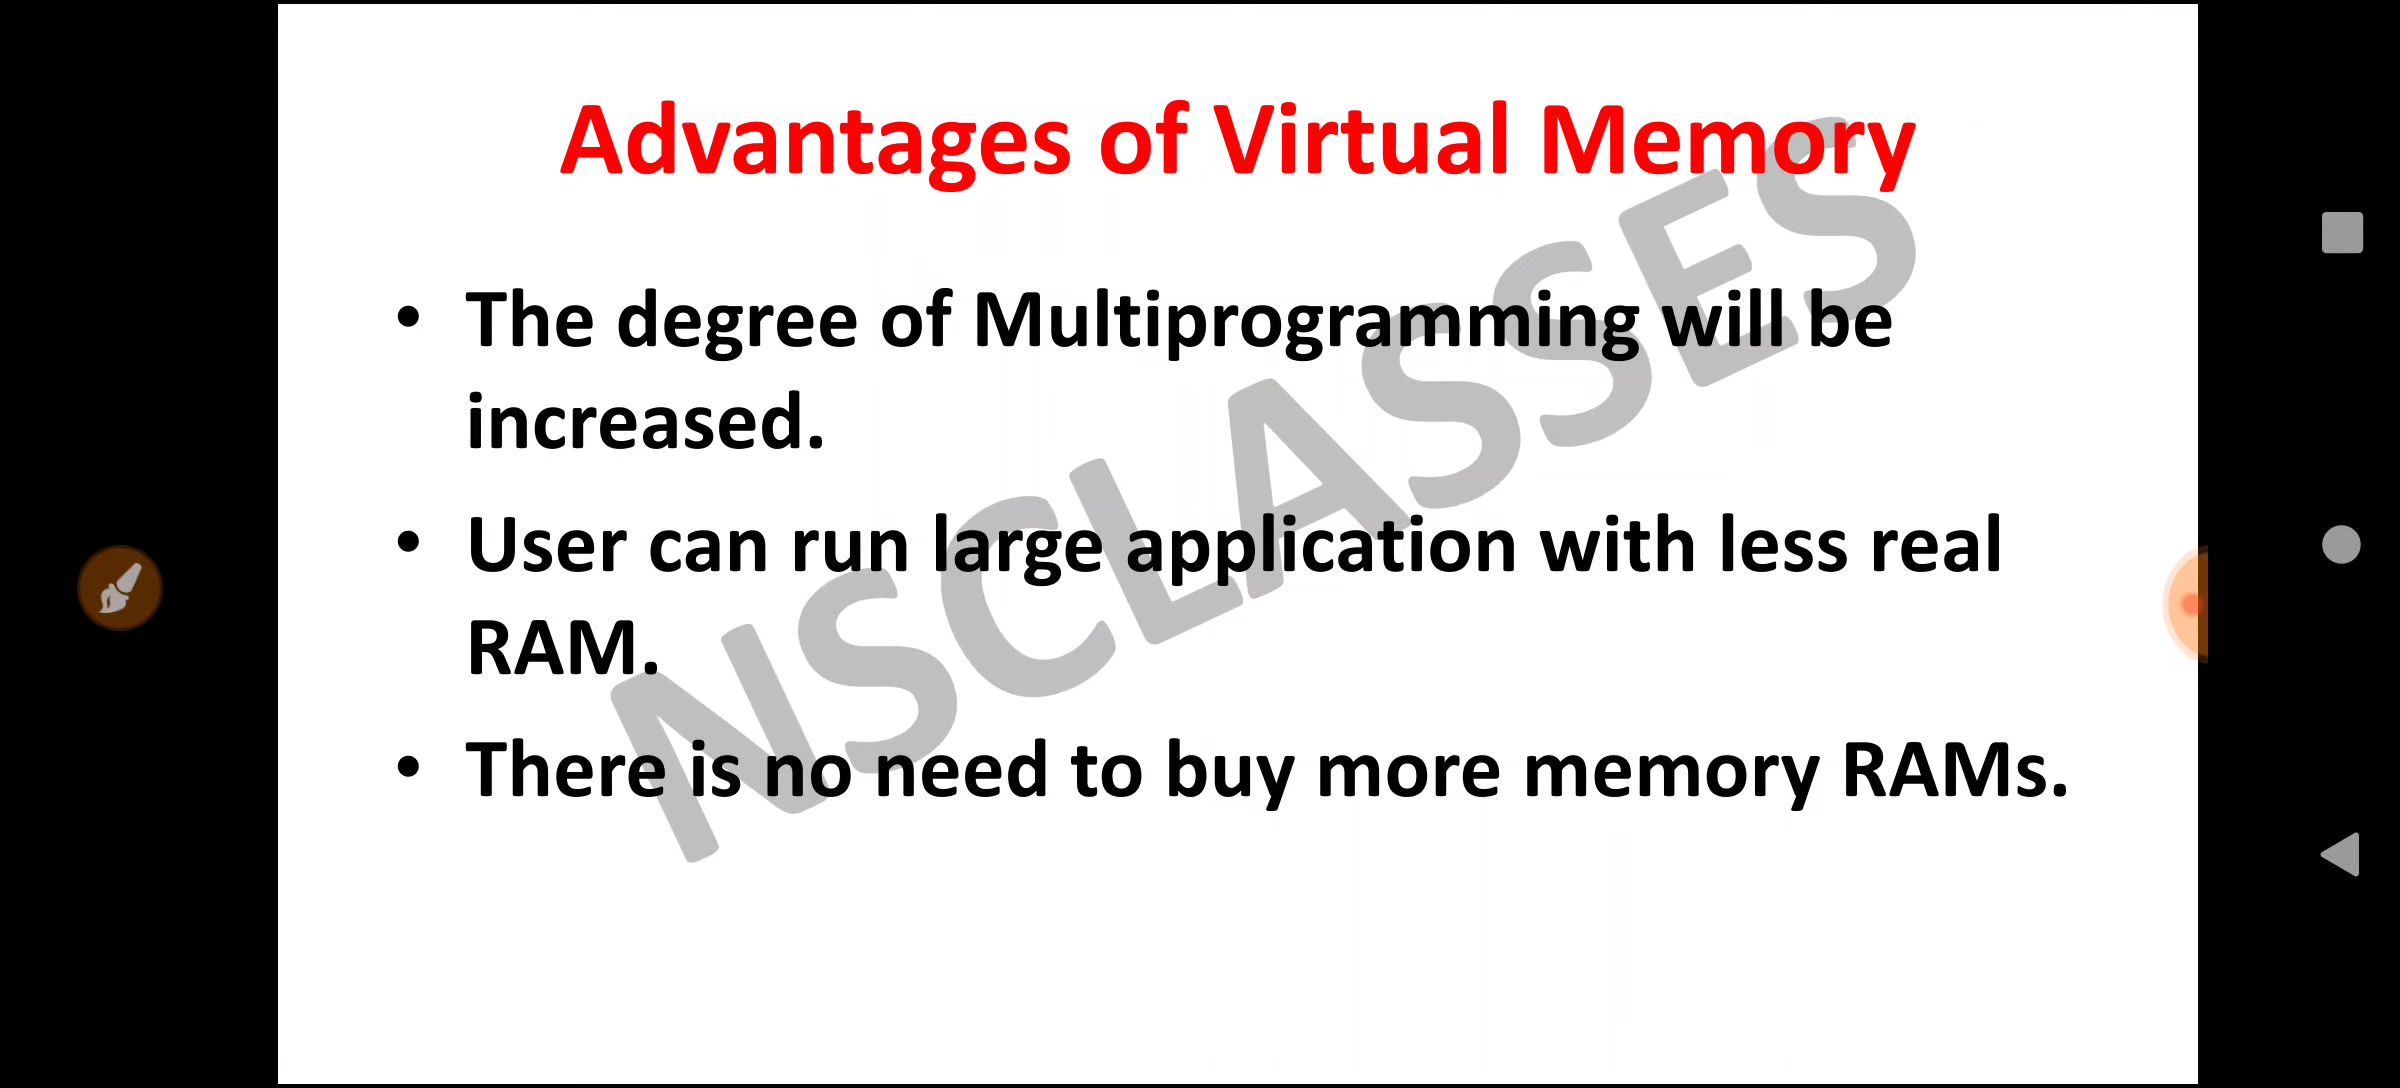 Advantages of Virtual Memory
• The degree of Multiprogramming will be
increased.
• User can run large application with less real
RAM.
• There is no need to buy more memory RAMs.
NSCLASSES